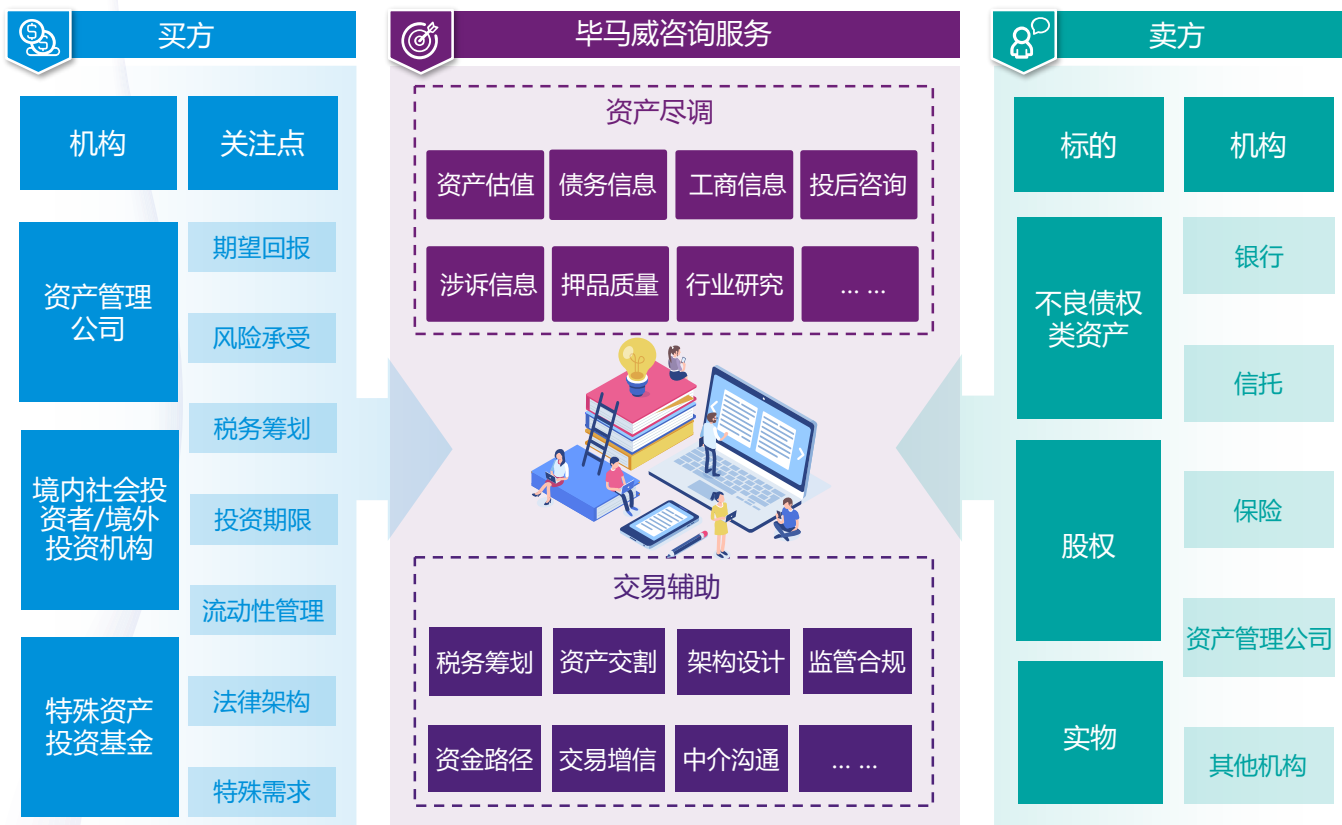 买方
机构
关注点
资产管理
公司
境内社会投
资者/境外
投资机构
特殊资产
投资基金
期望回报
风险承受
税务筹划
投资期限
流动性管理
法律架构
特殊需求
毕马威咨询服务
资产尽调
资产估值
债务信息
工商信息
投后咨询
涉诉信息
押品质量
行业研究
... ...
交易辅助
税务筹划
资产交割
架构设计
监管合规
资金路径
交易增信
中介沟通
... ...
卖方
标的
机构
不良债权
类资产
股权
实物
银行
信托
保险
资产管理公司
其他机构